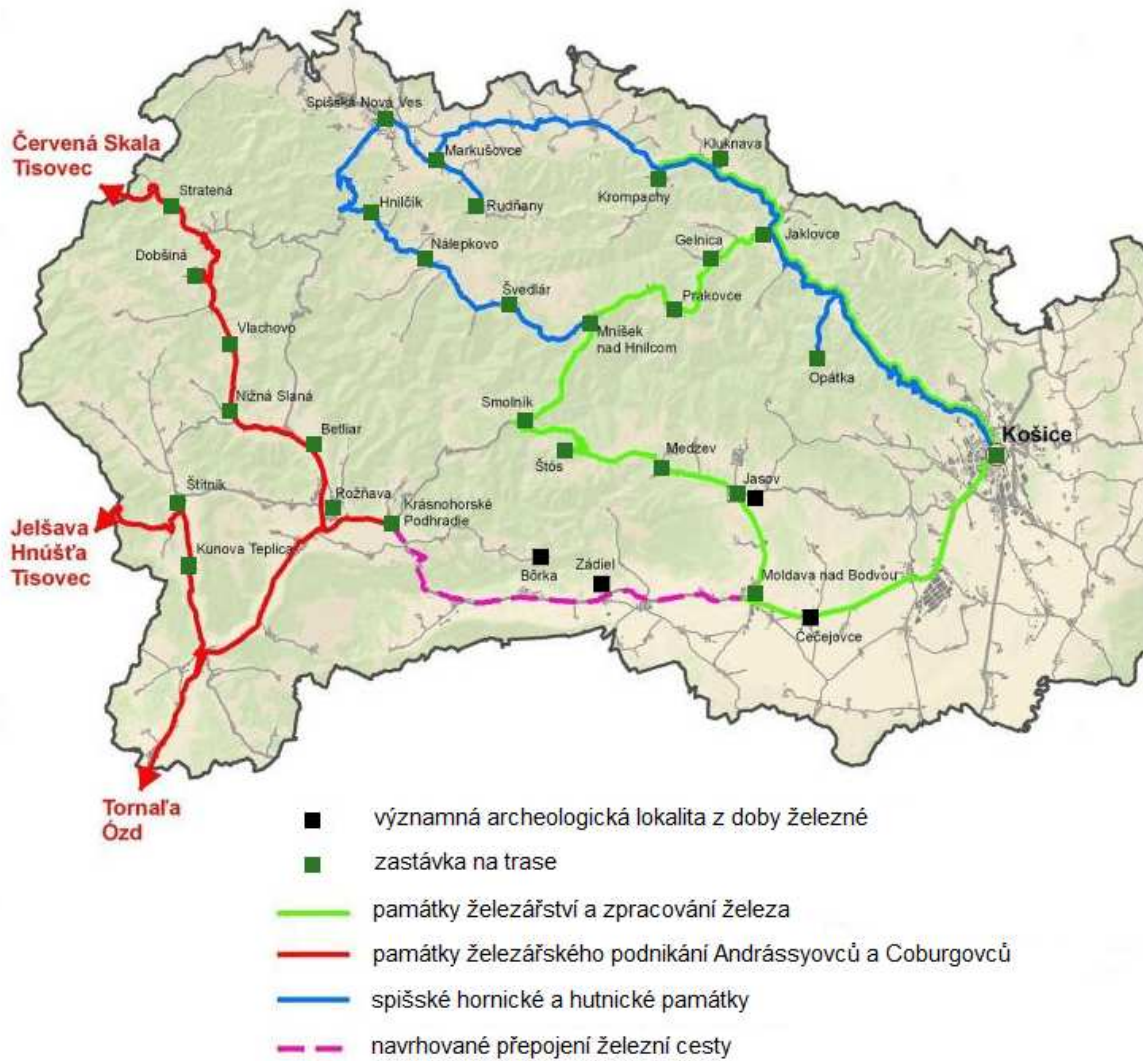 Spišská Nová Ves
Markušovce
Kluknava
Červená Skala
Tisovec
Stratená
Krompachy
Hnilčík
Rudňany
Jaklovce
Gelnica
Nálepkovo
Dobšiná
Švedlár
Prakovce
Mníšek
nad Hnilcom
Vlachovo
Opátka
Nižná Slaná
Smolník
Betliar
Košice
Štós
Medzev
Jasov
Štítnik
Rožňava
Krásnohorské
Podhradie
Jelšava
Hnúšťa
Tisovec
Kunova Teplica
Bôrka
Zádiel
Moldava nad Bodvou
Čečejovce
Tornaľa
Ózd
významná archeologická lokalita z doby železné
zastávka na trase
památky železářství a zpracování železa
památky železářského podnikání Andrássyovců a Coburgovců
spišské hornické a hutnické památky
navrhované přepojení železní cesty